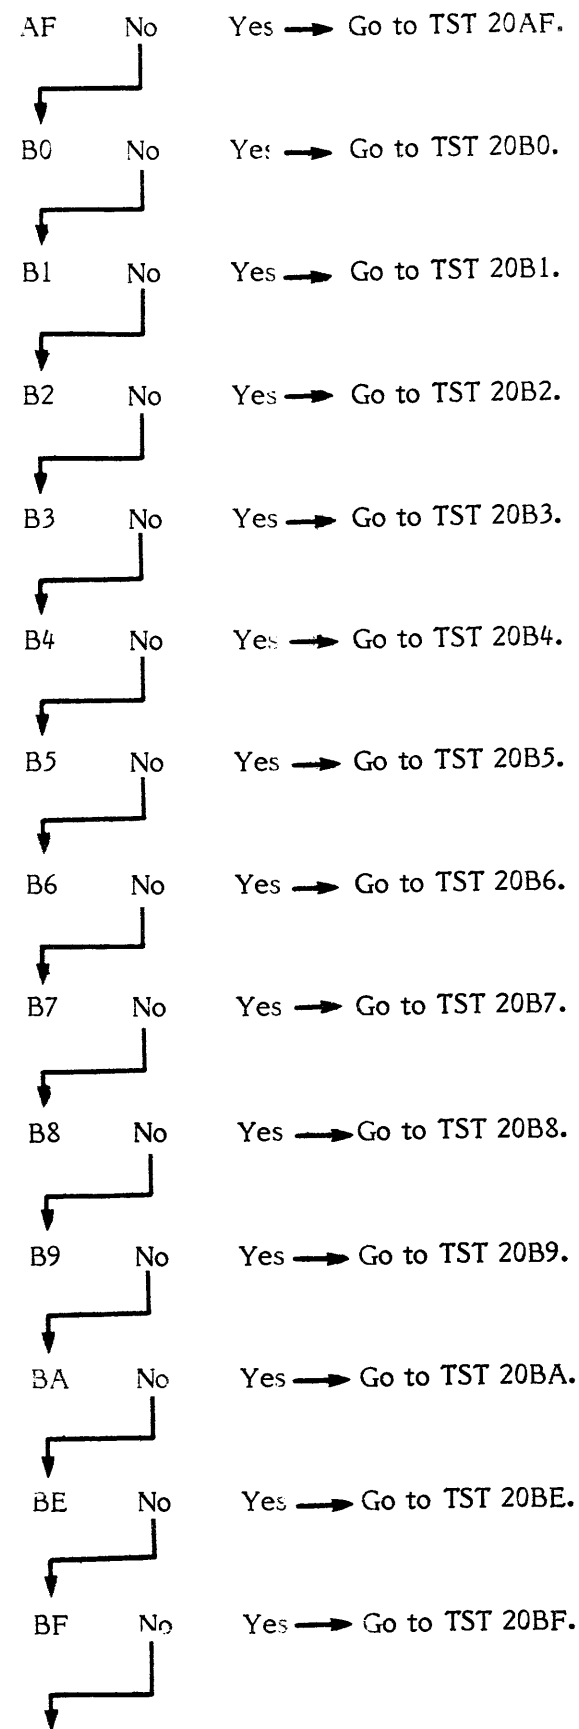 AF No Yes Go to TST 20AF.
B0 No Yes Go to TST 20B0.
B1 No Yes Go to TST 20B1.
B2 No Yes Go to TST 20B2.
B3 No Yes Go to TST 20B3.
B4 No Yes Go to TST 20B4.
B5 No Yes Go to TST 20B5.
B6 No Yes Go to TST 20B6.
B7 No Yes Go to TST 20B7.
B8 No Yes Go to TST 20B8.
B9 No Yes Go to TST 20B9.
BA No Yes Go to TST 20BA.
BE No Yes Go to TST 20BE.
BF No Yes Go to TST 20BF.